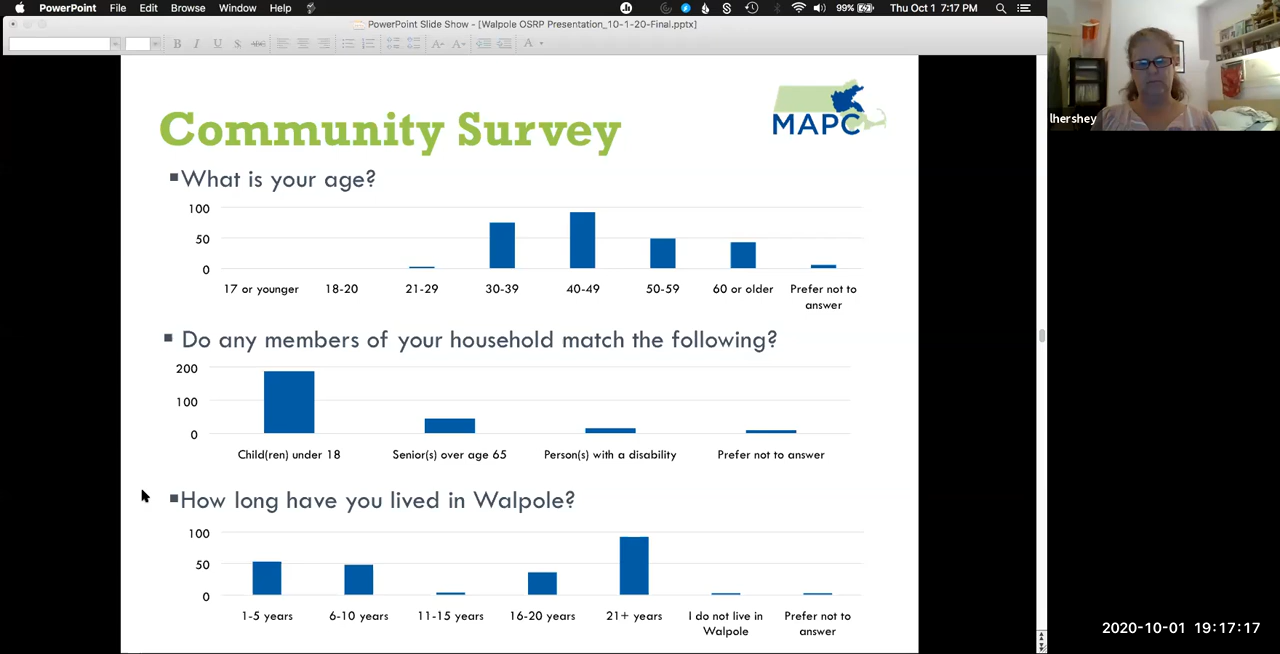 PowerPoint File Edit Browse Window Help 99% Thu Oct 1 7:17 PM
PowerPoint Slide Show - [Walpole OSRP Presentation_10-1-20-Final.pptx]
B I U S ABC A A A
lhershey
MAPC
Community Survey
▪What is your age?
100
50
0
17 or younger 18-20 21-29 30-39 40-49 50-59 60 or older Prefer not to
answer
▪ Do any members of your household match the following?
200
100
0
Child(ren) under 18 Senior(s) over age 65 Person(s) with a disability Prefer not to answer
▪How long have you lived in Walpole?
100
50
0
1-5 years 6-10 years 11-15 years 16-20 years 21+ years I do not live in Prefer not to
Walpole answer
2020-10-01 19:17:17